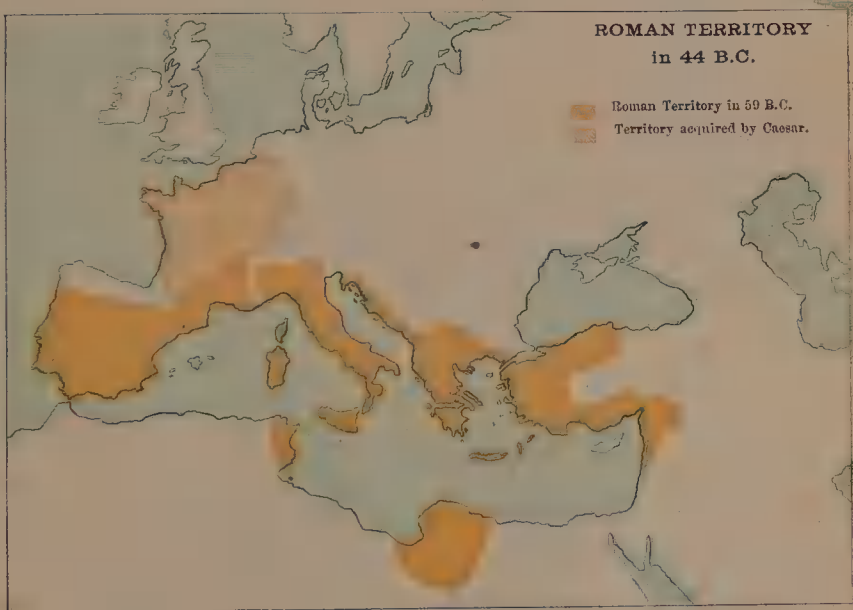 ROMAN TERRITORY
in 44 B.C.
Roman Territory in 59 B.C.
Territory acquired by Caesar.